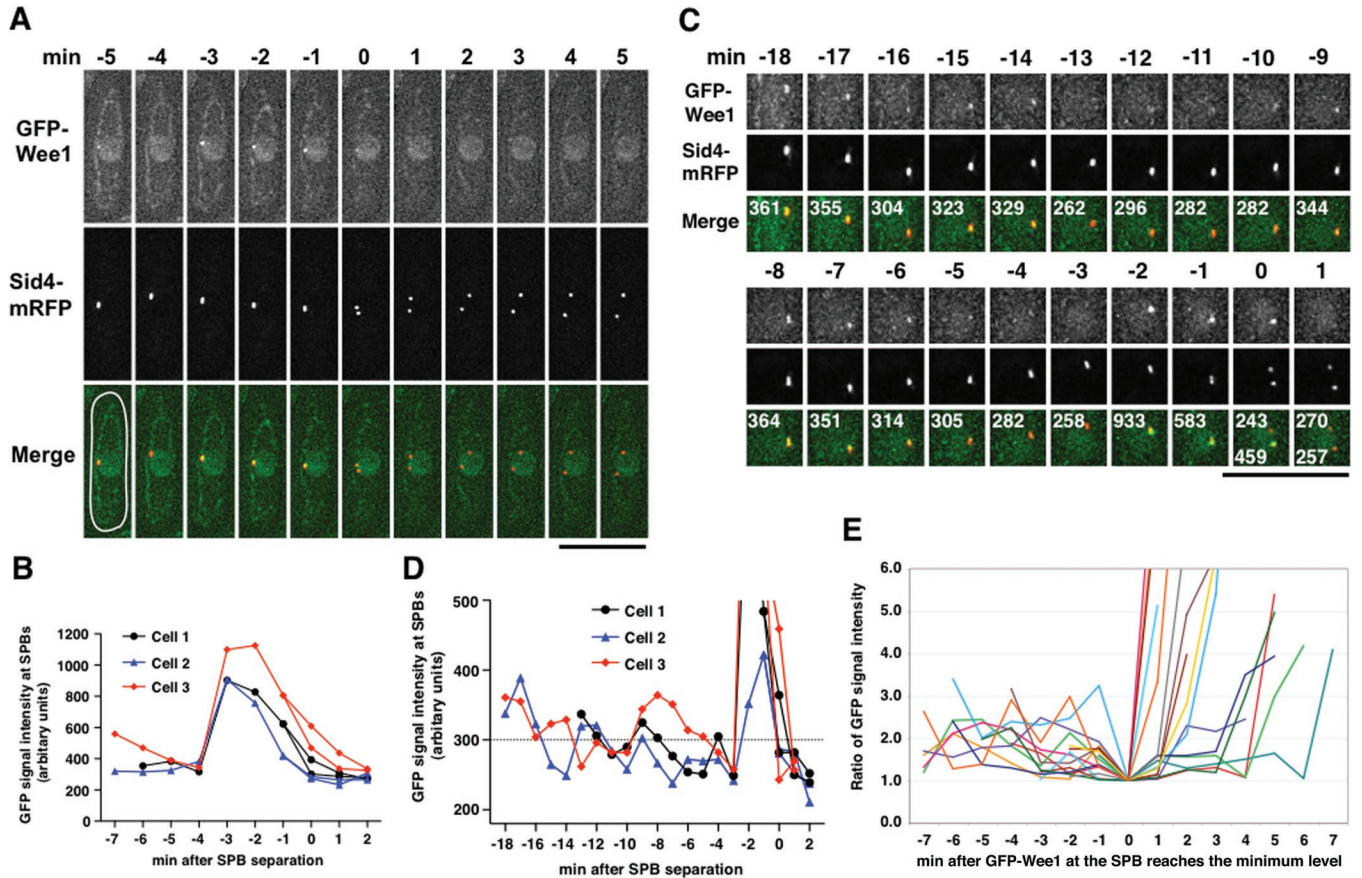 A
min -5 -4 -3 -2 -1 0 1 2 3 4 5
GFP-
Wee1
Sid4-
mRFP
Merge
B
1200
1000
800
600
400
200
0
GFP signal intensity at SPBs
(arbitary units)
Cell 1
Cell 2
Cell 3
-7 -6 -5 -4 -3 -2 -1 0 1 2
min after SPB separation
C
min -18 -17 -16 -15 -14 -13 -12 -11 -10 -9
GFP-
Wee1
Sid4-
mRFP
Merge
361 355 304 323 329 262 296 282 282 344
-8 -7 -6 -5 -4 -3 -2 -1 0 1
364 351 314 305 282 258 933 583 243 270
459 257
D
500
400
300
200
GFP signal intensity at SPBs
(arbitary units)
Cell 1
Cell 2
Cell 3
-18 -16 -14 -12 -10 -8 -6 -4 -2 0 2
min after SPB separation
E
6.0
5.0
4.0
3.0
2.0
1.0
0.0
Ratio of GFP signal intensity
-7 -6 -5 -4 -3 -2 -1 0 1 2 3 4 5 6 7
min after GFP-Wee1 at the SPB reaches the minimum level